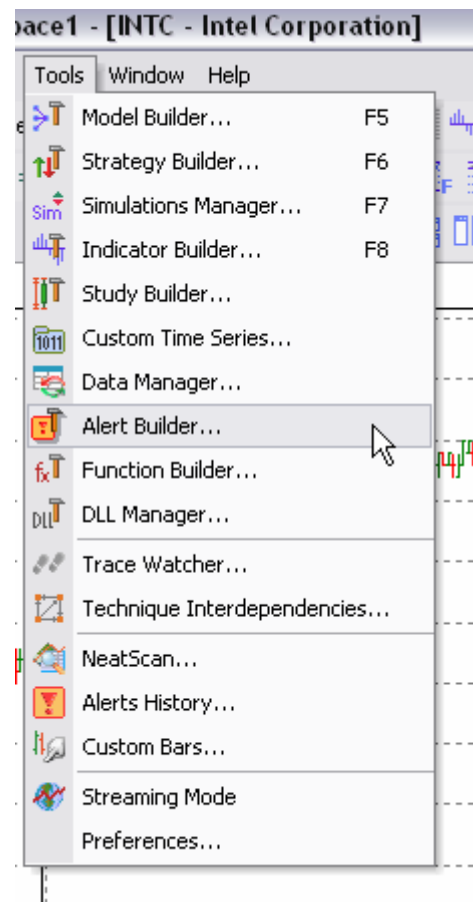 pace1 - [INTC - Intel Corporation]
Tools Window Help
Model Builder... F5
Strategy Builder... F6
Sim Simulations Manager... F7
Indicator Builder... F8
Study Builder...
1011 Custom Time Series...
Data Manager...
Alert Builder...
fx Function Builder...
DLL DLL Manager...
Trace Watcher...
Technique Interdependencies...
NeatScan...
Alerts History...
Custom Bars...
Streaming Mode
Preferences...